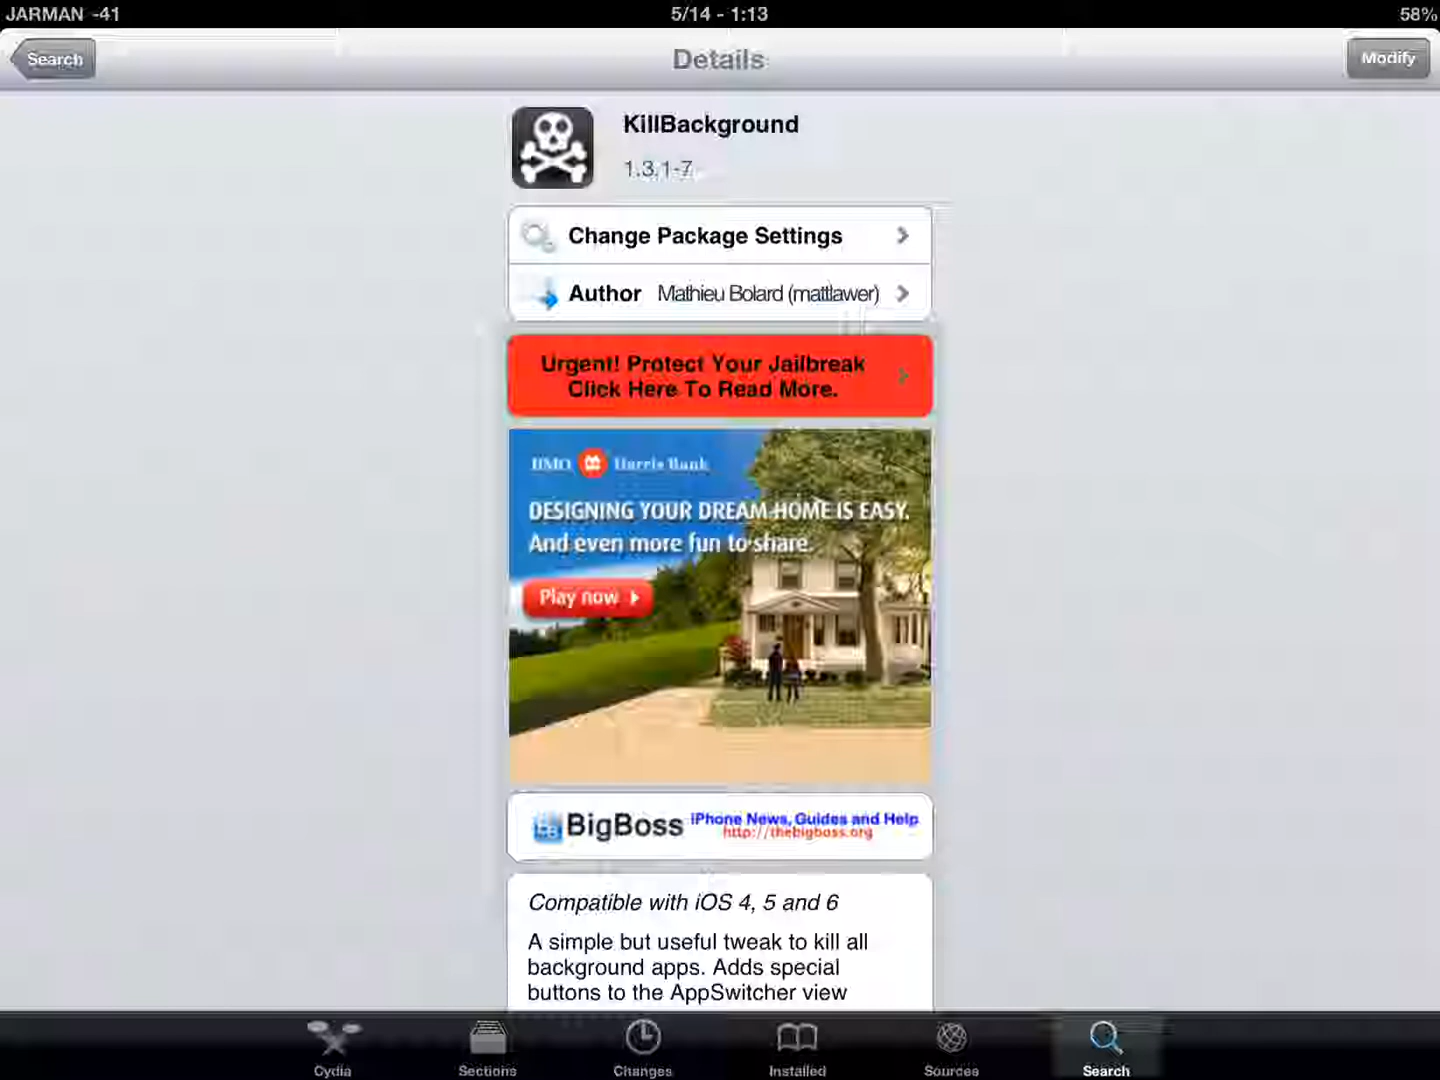 JARMAN -41
5/14 - 1:13
58%
Search
Details
Modify
KillBackground
1.3.1-7
Change Package Settings
Author Mathieu Bolard (mattlawer)
Urgent! Protect Your Jailbreak
Click Here To Read More.
BMO Harris Bank
DESIGNING YOUR DREAM HOME IS EASY.
And even more fun to share.
Play now
BigBoss
iPhone News, Guides and Help
http://thebigboss.org
Compatible with iOS 4, 5 and 6
A simple but useful tweak to kill all
background apps. Adds special
buttons to the AppSwitcher view
Cydia
Sections
Changes
Installed
Sources
Search